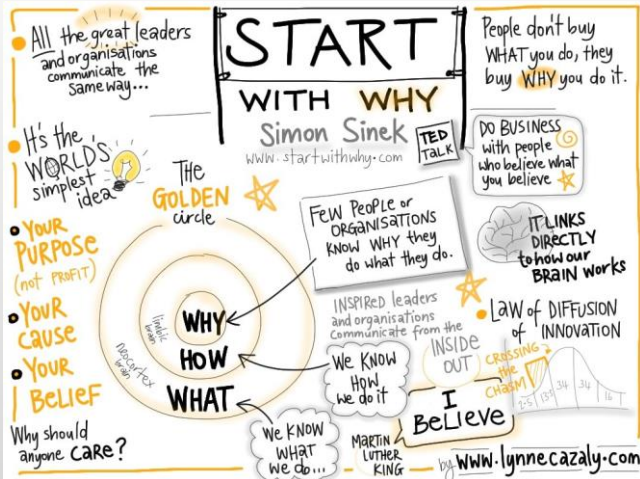 START
WITH WHY
Simon Sinek
www.startwithwhy.com
TED
Talk
All the great leaders
and organisations
communicate the
same way...
People don't buy
WHAT you do, they
buy WHY you do it.
It's the
WORLD'S
simplest
idea
DO BUSINESS
with people
who believe what
you believe
THE
GOLDEN
circle
FEW PEOPLE or
ORGANISATIONS
KNOW WHY they
do what they do.
IT LINKS
DIRECTLY
to how our
BRAIN WORKS
YOUR
PURPOSE
(not PROFIT)
YOUR
CAUSE
YOUR
BELIEF
Why should
anyone CARE?
limbic
brain
neocortex
brain
WHY
HOW
WHAT
INSPIRED leaders
and organisations
communicate from the
INSIDE
OUT
We KNOW
HOW
we do it
We KNOW
WHAT
we do...
LAW of DIFFUSION
of INNOVATION
CROSSING
the
CHASM
2.5 13.5 34 34 16
I
BeLIeve
MARTIN
LUTHER
KING
by www.lynnecazaly.com